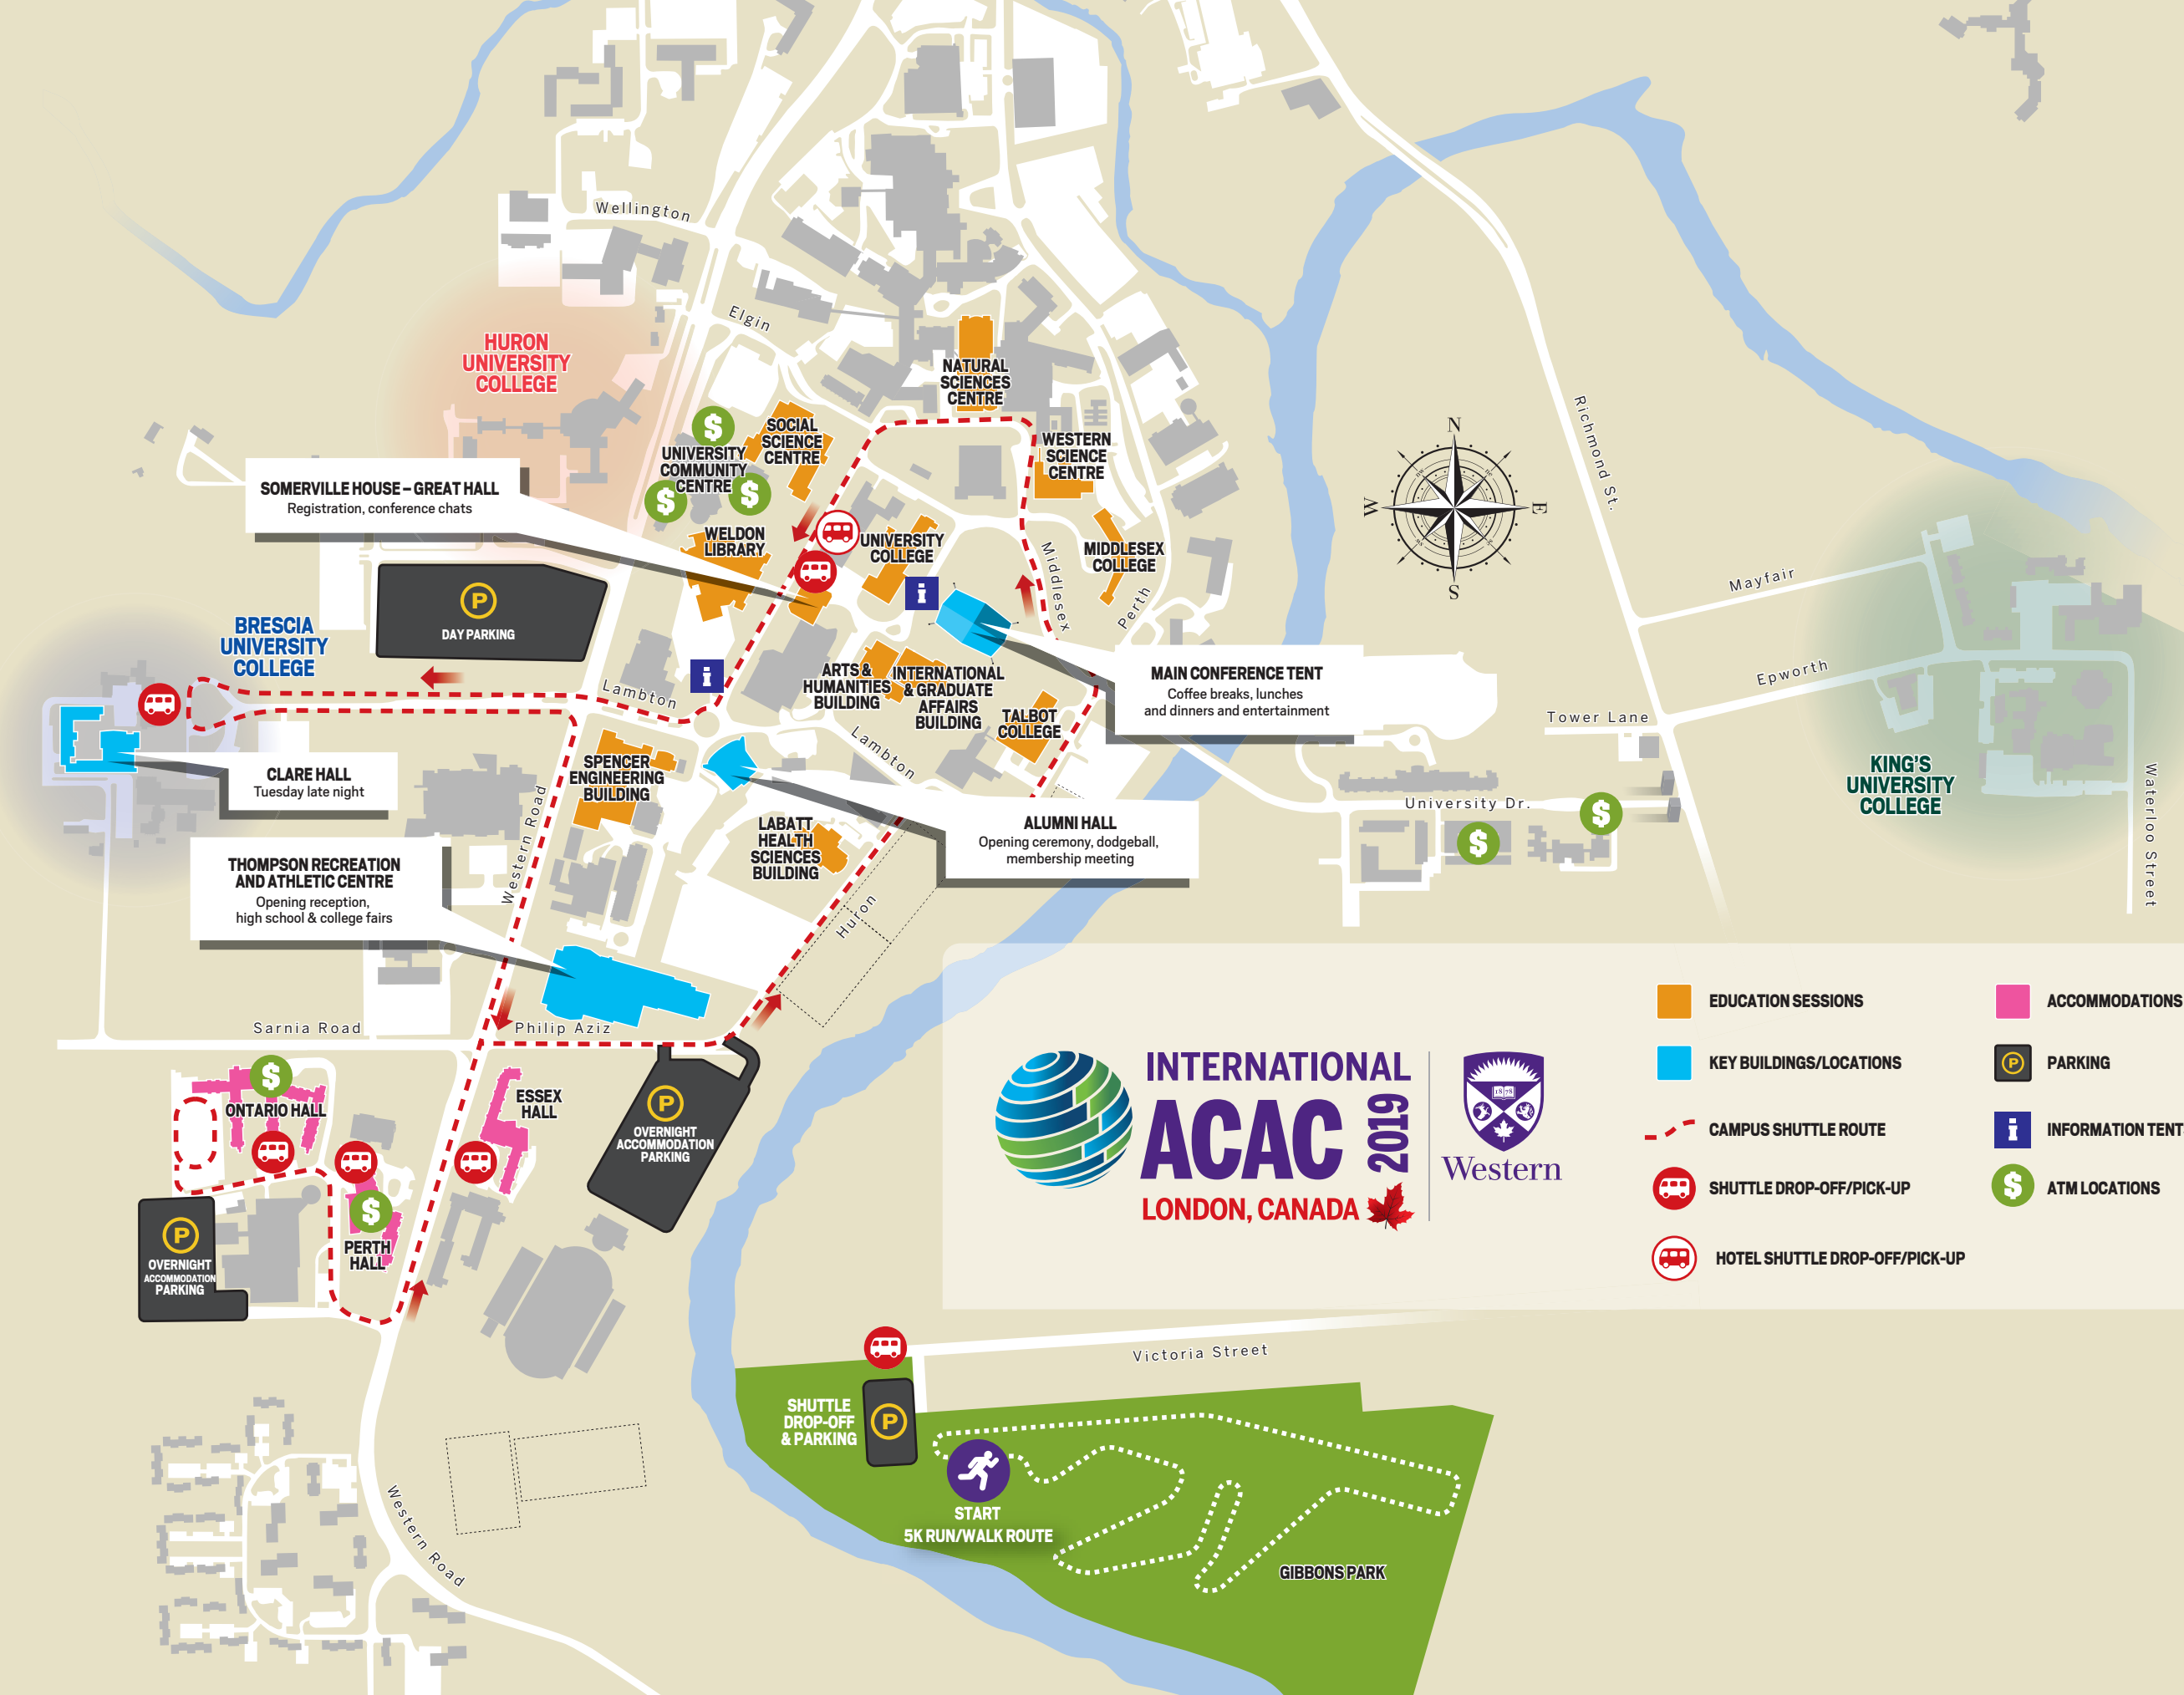 Wellington
Elgin
HURON
UNIVERSITY
COLLEGE
NATURAL
SCIENCES
CENTRE
SOCIAL
SCIENCE
CENTRE
$
UNIVERSITY
COMMUNITY
CENTRE
$
$
WESTERN
SCIENCE
CENTRE
SOMERVILLE HOUSE – GREAT HALL
Registration, conference chats
WELDON
LIBRARY
UNIVERSITY
COLLEGE
MIDDLESEX
COLLEGE
Middlesex
Perth
N
E
S
W
Richmond St.
Mayfair
Epworth
Tower Lane
P
DAY PARKING
BRESCIA
UNIVERSITY
COLLEGE
i
i
Lambton
ARTS &
HUMANITIES
BUILDING
INTERNATIONAL
& GRADUATE
AFFAIRS
BUILDING
TALBOT
COLLEGE
MAIN CONFERENCE TENT
Coffee breaks, lunches
and dinners and entertainment
Lambton
SPENCER
ENGINEERING
BUILDING
CLARE HALL
Tuesday late night
KING'S
UNIVERSITY
COLLEGE
Waterloo Street
University Dr.
$
$
ALUMNI HALL
Opening ceremony, dodgeball,
membership meeting
LABATT
HEALTH
SCIENCES
BUILDING
Western Road
THOMPSON RECREATION
AND ATHLETIC CENTRE
Opening reception,
high school & college fairs
Huron
Sarnia Road
Philip Aziz
$
ONTARIO HALL
ESSEX
HALL
$
PERTH
HALL
P
OVERNIGHT
ACCOMMODATION
PARKING
P
OVERNIGHT
ACCOMMODATION
PARKING
INTERNATIONAL
ACAC
2019
LONDON, CANADA
1878
Western
EDUCATION SESSIONS
ACCOMMODATIONS
KEY BUILDINGS/LOCATIONS
P
PARKING
CAMPUS SHUTTLE ROUTE
i
INFORMATION TENT
SHUTTLE DROP-OFF/PICK-UP
$
ATM LOCATIONS
HOTEL SHUTTLE DROP-OFF/PICK-UP
Victoria Street
SHUTTLE
DROP-OFF
& PARKING
P
START
5K RUN/WALK ROUTE
GIBBONS PARK
Western Road